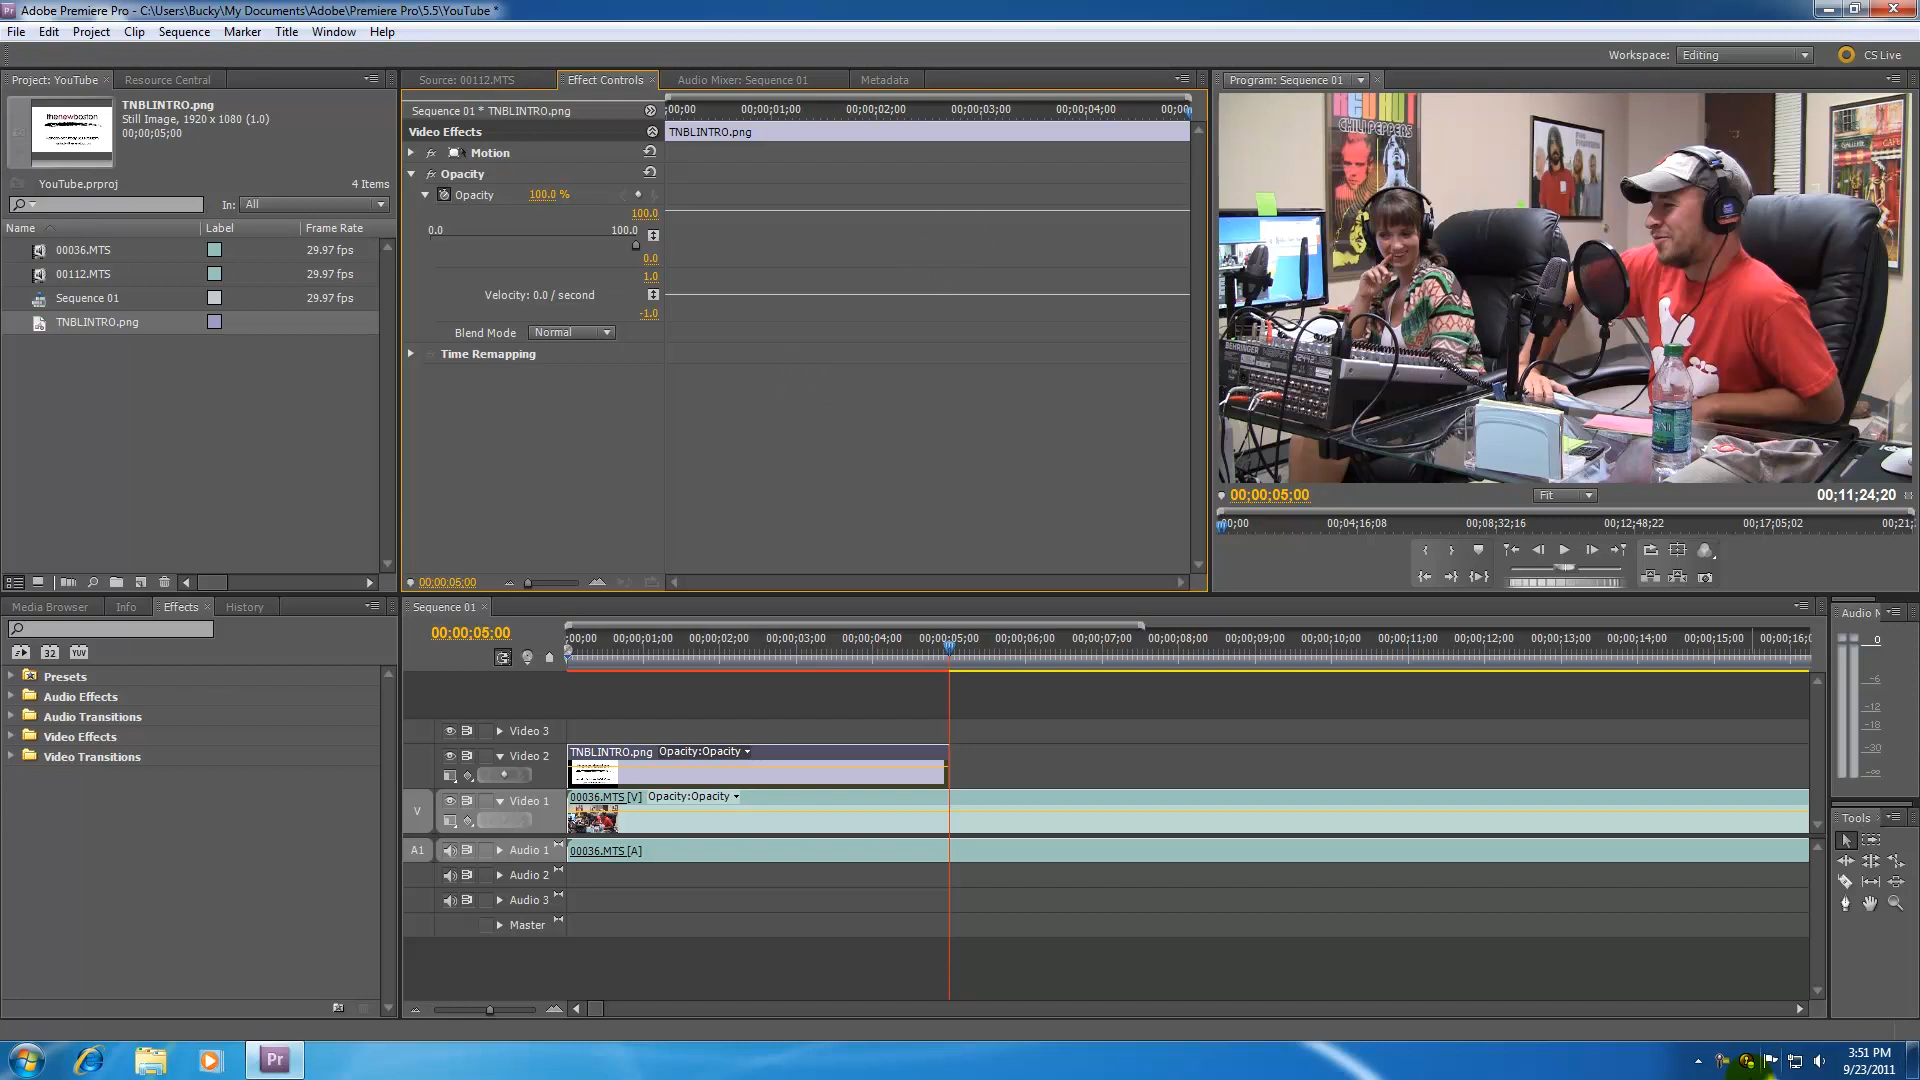 Adobe Premiere Pro - C:\Users\Bucky\My Documents\Adobe\Premiere Pro\5.5\YouTube *
File Edit Project Clip Sequence Marker Title Window Help
Workspace: Editing CS Live
Project: YouTube Resource Central
TNBLINTRO.png
Still Image, 1920 x 1080 (1.0)
00;00;05;00
thenewboston
YouTube.prproj 4 Items
In: All
Name Label Frame Rate
00036.MTS 29.97 fps
00112.MTS 29.97 fps
Sequence 01 29.97 fps
TNBLINTRO.png
Source: 00112.MTS Effect Controls Audio Mixer: Sequence 01 Metadata
Sequence 01 * TNBLINTRO.png
;00;00 00;00;01;00 00;00;02;00 00;00;03;00 00;00;04;00 00;00;
Video Effects TNBLINTRO.png
fx Motion
fx Opacity
Opacity 100.0 %
100.0
0.0 100.0
0.0
1.0
Velocity: 0.0 / second
-1.0
Blend Mode Normal
Time Remapping
00;00;05;00
Program: Sequence 01
CHILI PEPPERS
BEHRINGER
00;00;05;00 Fit 00;11;24;20
00;00 00;04;16;08 00;08;32;16 00;12;48;22 00;17;05;02 00;21;
Media Browser Info Effects History
32 YUV
Presets
Audio Effects
Audio Transitions
Video Effects
Video Transitions
Sequence 01
00;00;05;00
;00;00 00;00;01;00 00;00;02;00 00;00;03;00 00;00;04;00 00;00;05;00 00;00;06;00 00;00;07;00 00;00;08;00 00;00;09;00 00;00;10;00 00;00;11;00 00;00;12;00 00;00;13;00 00;00;14;00 00;00;15;00 00;00;16;0
Video 3
Video 2 TNBLINTRO.png Opacity:Opacity
V Video 1 00036.MTS [V] Opacity:Opacity
A1 Audio 1 00036.MTS [A]
Audio 2
Audio 3
Master
Audio M
0
-6
-12
-18
-30
-∞
Tools
Pr
3:51 PM
9/23/2011